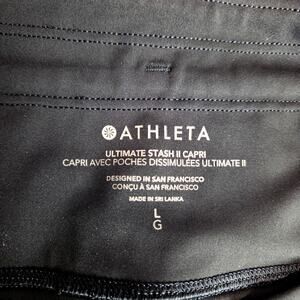 ATHLETA
ULTIMATE STASH II CAPRI
CAPRI AVEC POCHES DISSIMULÉES ULTIMATE II
DESIGNED IN SAN FRANCISCO
CONÇU À SAN FRANCISCO
MADE IN SRI LANKA
L
G